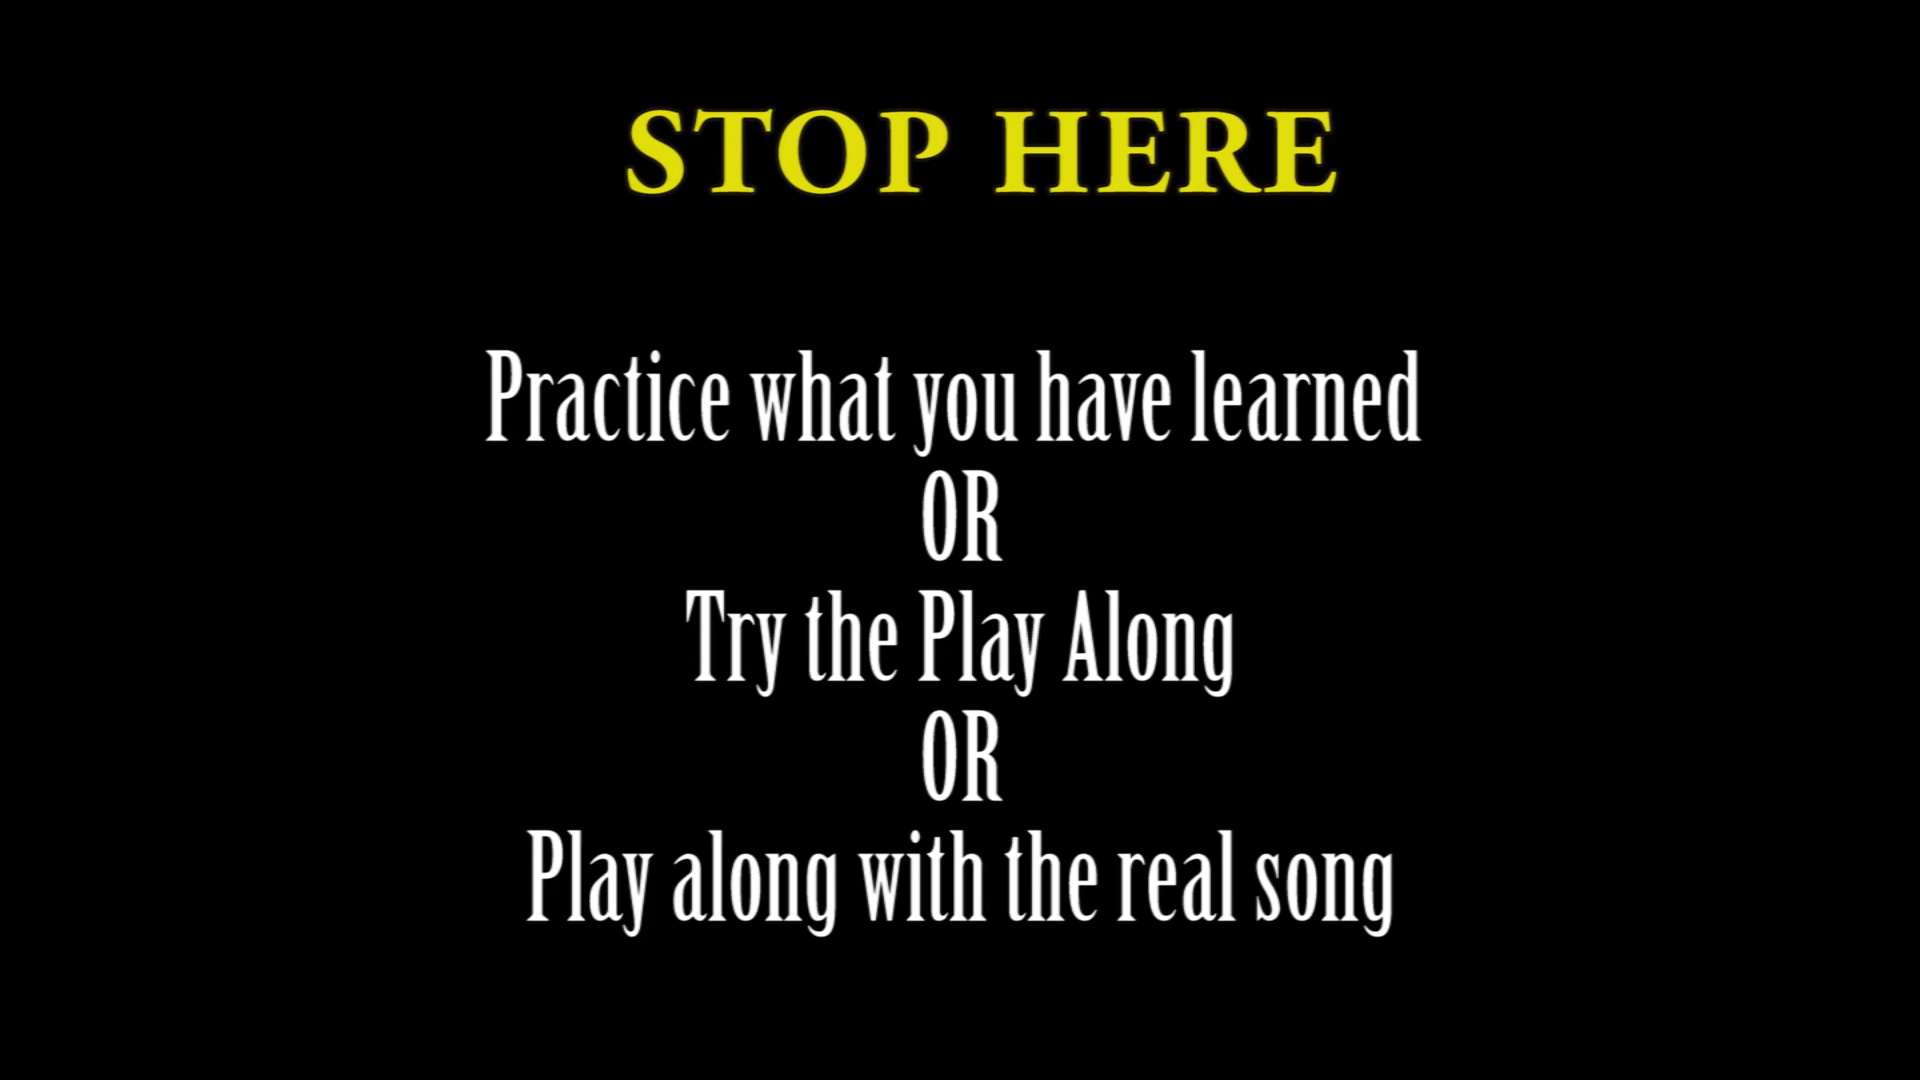 STOP HERE
Practice what you have learned
OR
Try the Play Along
OR
Play along with the real song